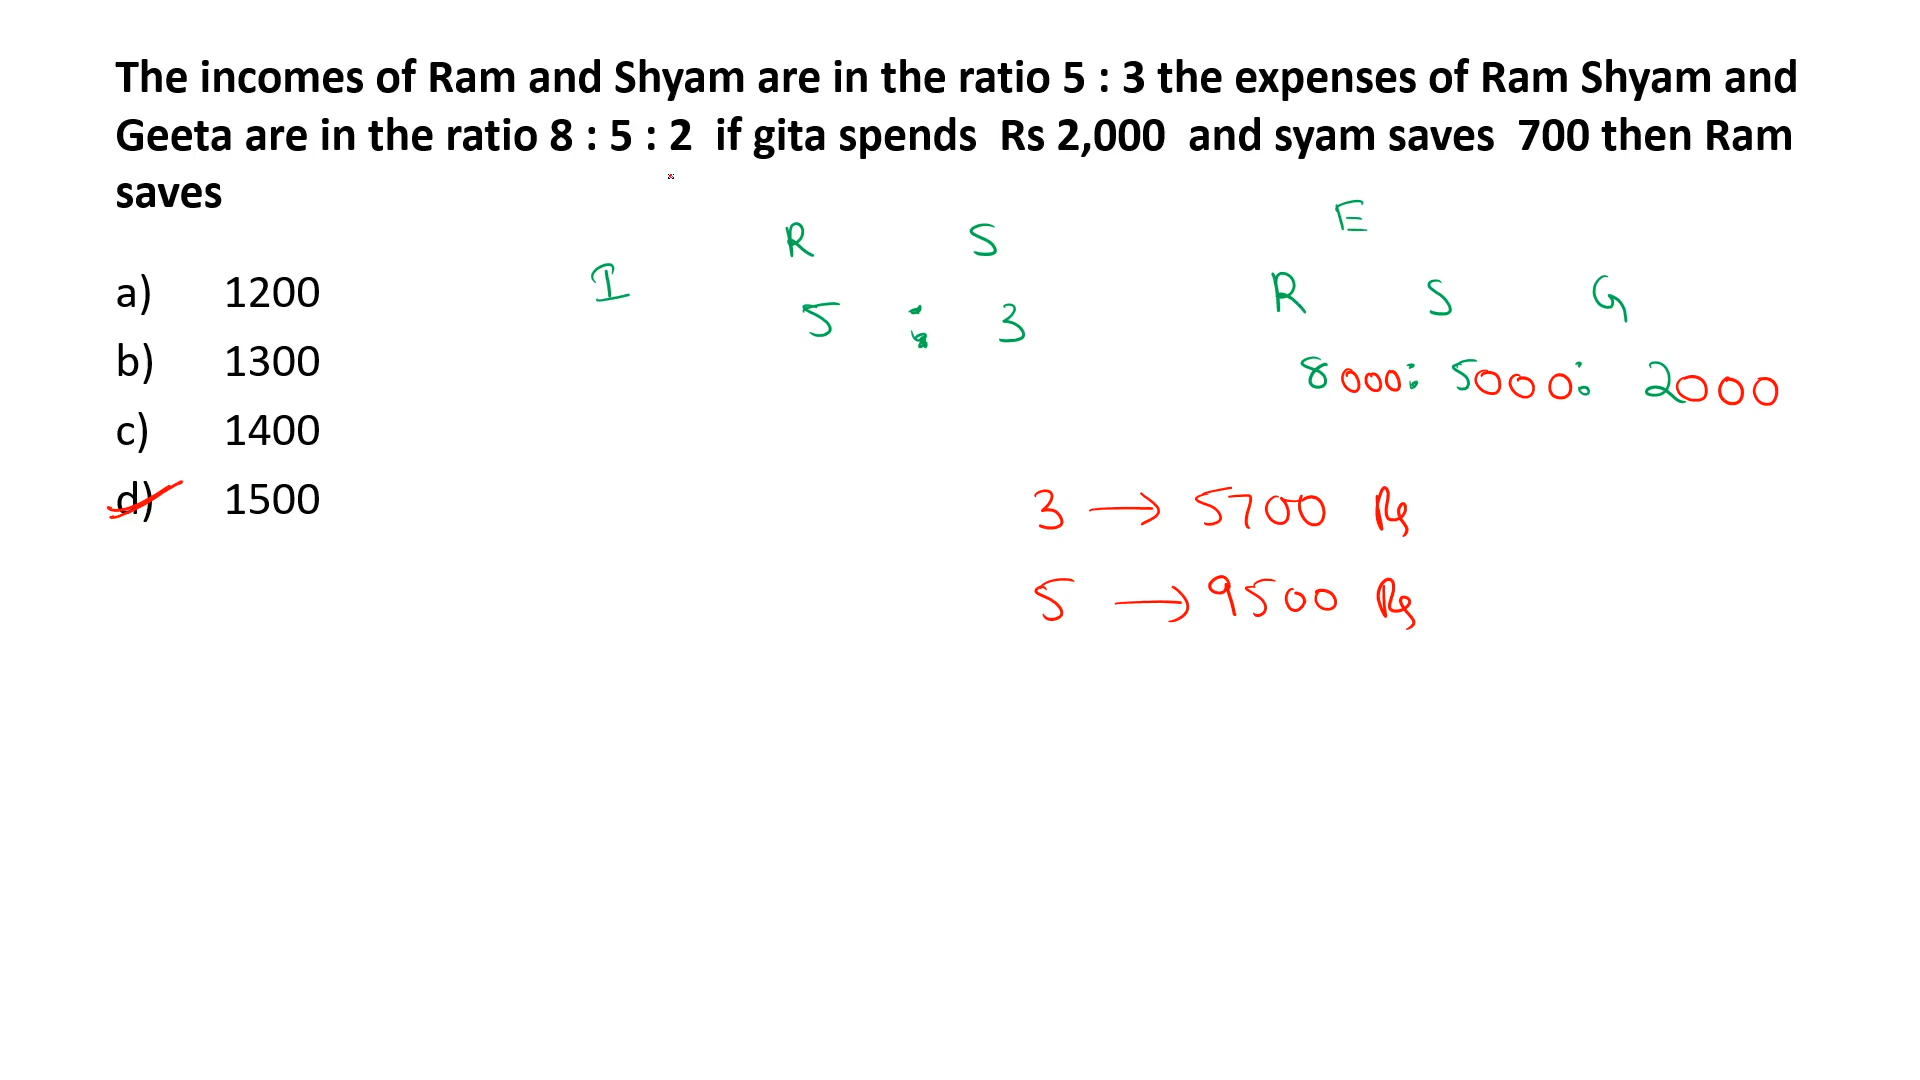 The incomes of Ram and Shyam are in the ratio 5 : 3 the expenses of Ram Shyam and
Geeta are in the ratio 8 : 5 : 2 if gita spends Rs 2,000 and syam saves 700 then Ram
saves
a) 1200
b) 1300
c) 1400
d) 1500
R S
I 5 : 3
E
R S G
8000 : 5000 : 2000
3 → 5700 Rs
5 → 9500 Rs